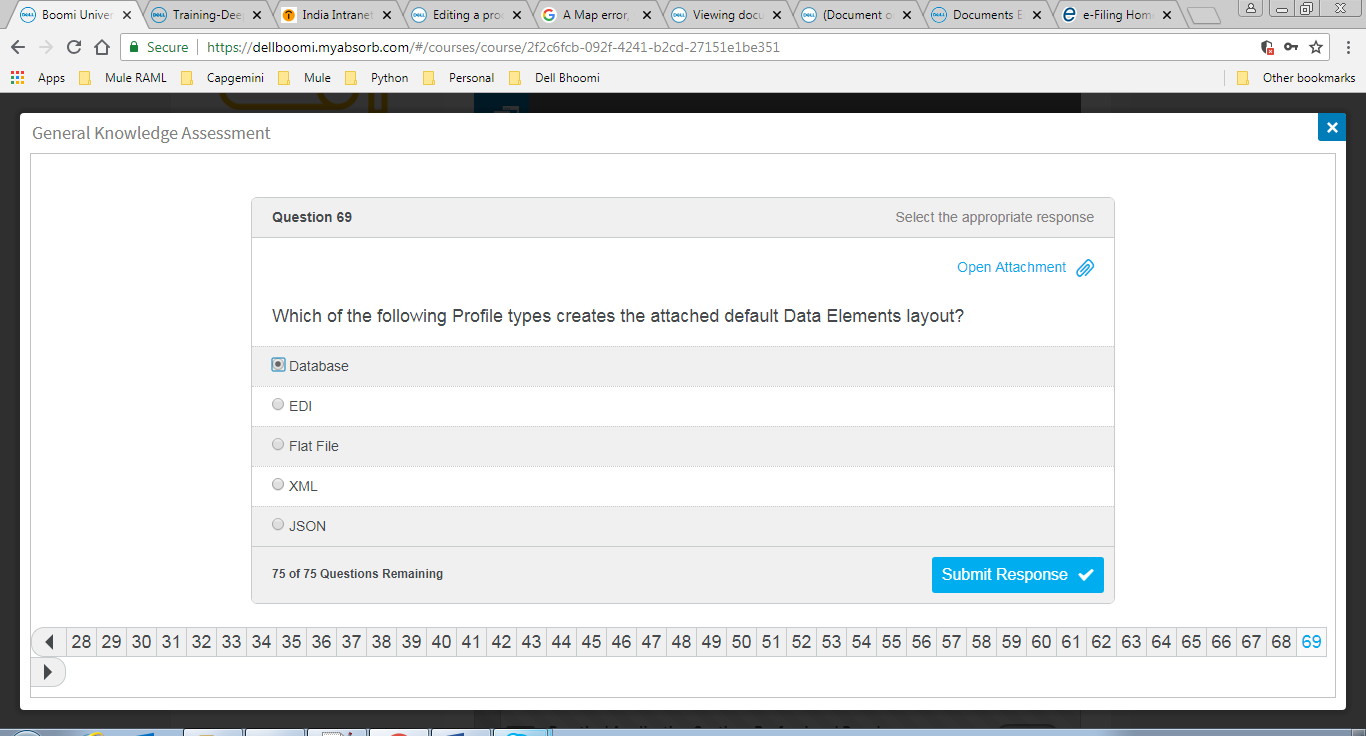 Boomi Univer Training-Dee India Intranet Editing a pro A Map error, Viewing docu (Document o Documents E e-Filing Hom
Secure https://dellboomi.myabsorb.com/#/courses/course/2f2c6fcb-092f-4241-b2cd-27151e1be351
Apps Mule RAML Capgemini Mule Python Personal Dell Bhoomi Other bookmarks
General Knowledge Assessment
Question 69 Select the appropriate response
Open Attachment
Which of the following Profile types creates the attached default Data Elements layout?
Database
EDI
Flat File
XML
JSON
75 of 75 Questions Remaining Submit Response
28 29 30 31 32 33 34 35 36 37 38 39 40 41 42 43 44 45 46 47 48 49 50 51 52 53 54 55 56 57 58 59 60 61 62 63 64 65 66 67 68 69